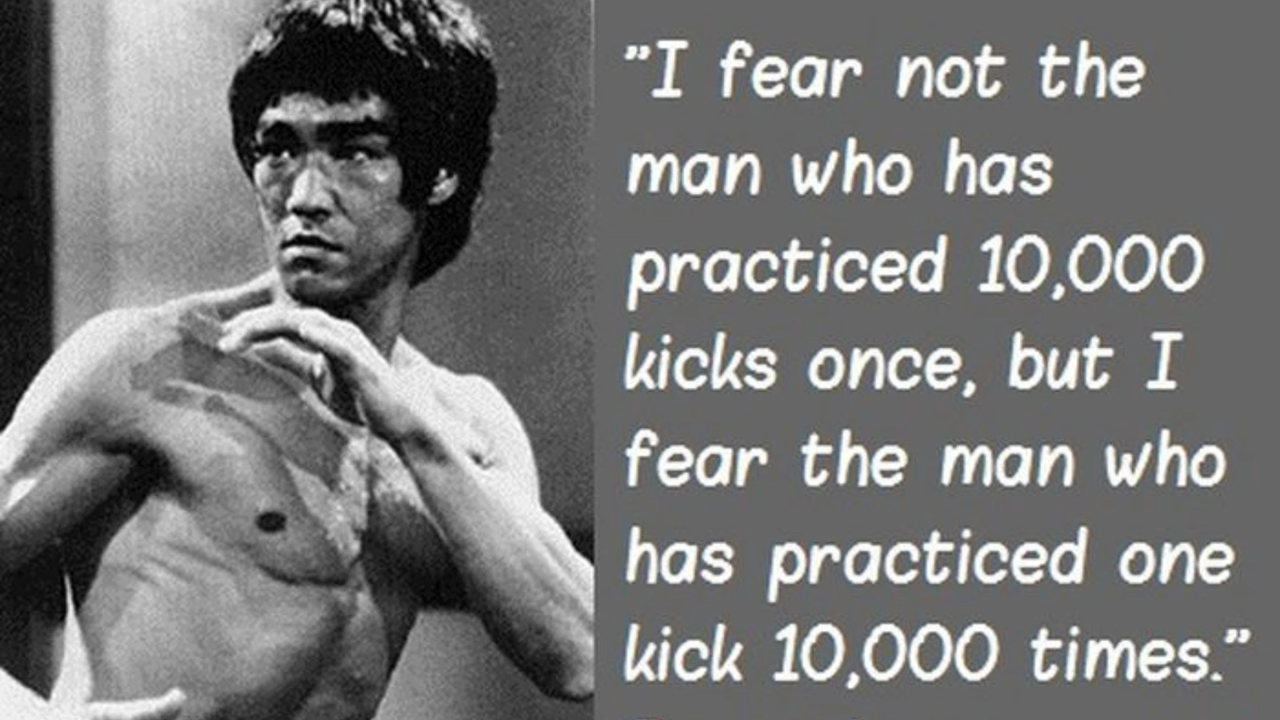 "I fear not the
man who has
practiced 10,000
kicks once, but I
fear the man who
has practiced one
kick 10,000 times."